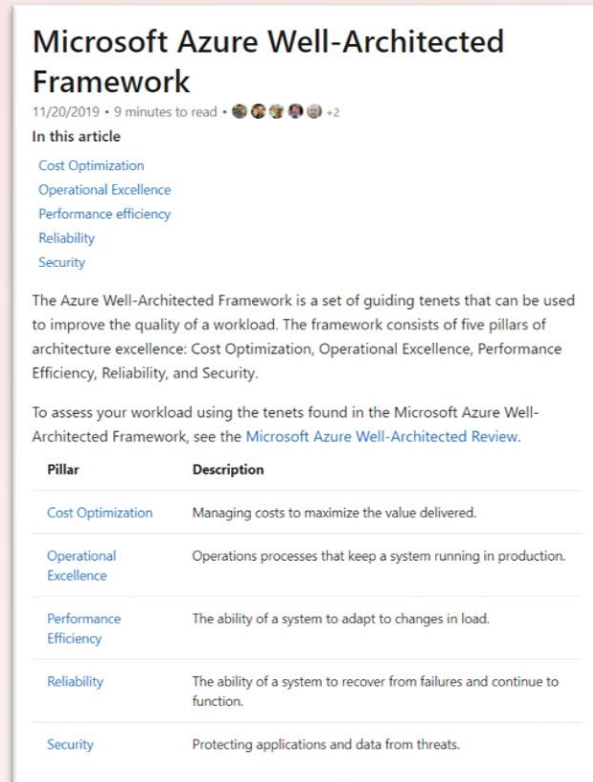 Microsoft Azure Well-Architected
Framework
11/20/2019 • 9 minutes to read • +2
In this article
Cost Optimization
Operational Excellence
Performance efficiency
Reliability
Security
The Azure Well-Architected Framework is a set of guiding tenets that can be used
to improve the quality of a workload. The framework consists of five pillars of
architecture excellence: Cost Optimization, Operational Excellence, Performance
Efficiency, Reliability, and Security.
To assess your workload using the tenets found in the Microsoft Azure Well-
Architected Framework, see the Microsoft Azure Well-Architected Review.
Pillar Description
Cost Optimization Managing costs to maximize the value delivered.
Operational Operations processes that keep a system running in production.
Excellence
Performance The ability of a system to adapt to changes in load.
Efficiency
Reliability The ability of a system to recover from failures and continue to
function.
Security Protecting applications and data from threats.